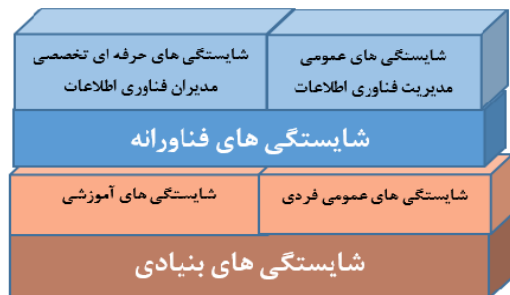 شایستگی های عمومی
مدیریت فناوری اطلاعات
شایستگی های حرفه ای تخصصی
مدیران فناوری اطلاعات
شایستگی های فناورانه
شایستگی های عمومی فردی
شایستگی های آموزشی
شایستگی های بنیادی